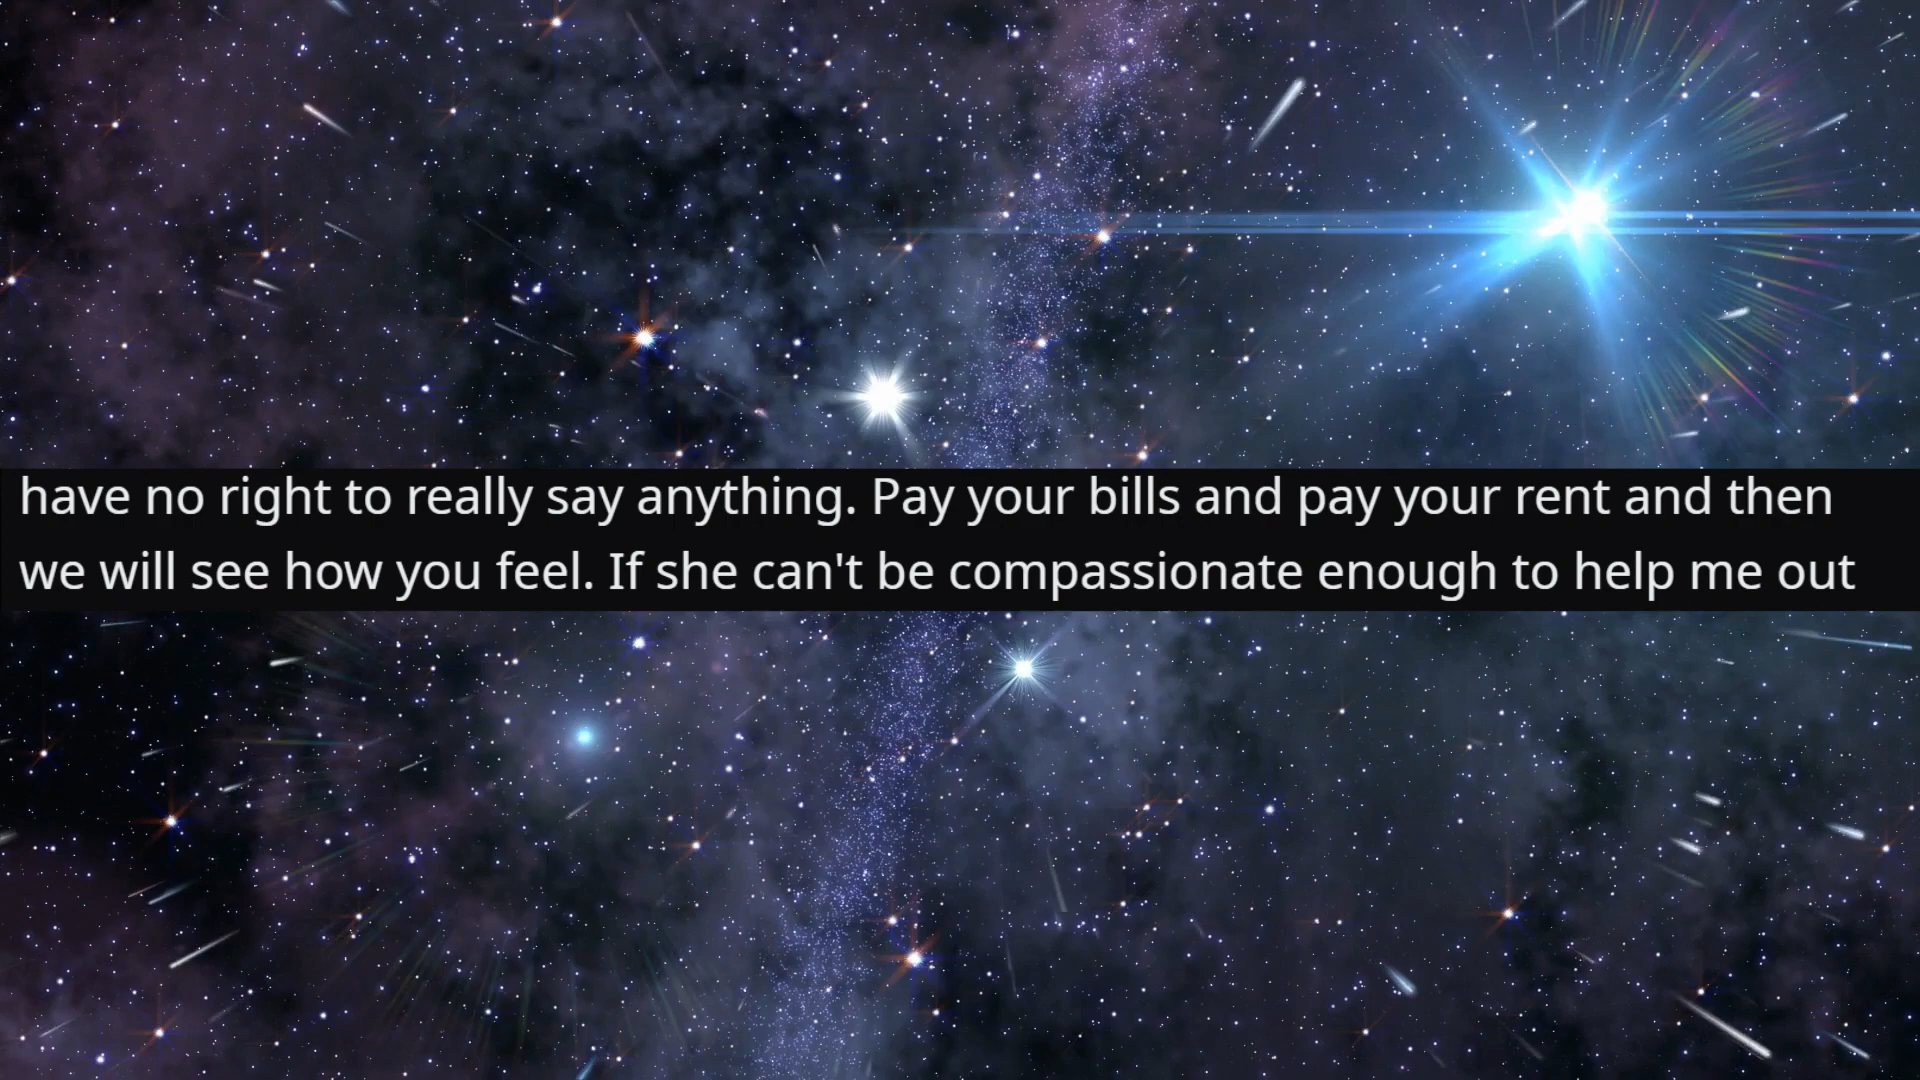 have no right to really say anything. Pay your bills and pay your rent and then
we will see how you feel. If she can't be compassionate enough to help me out